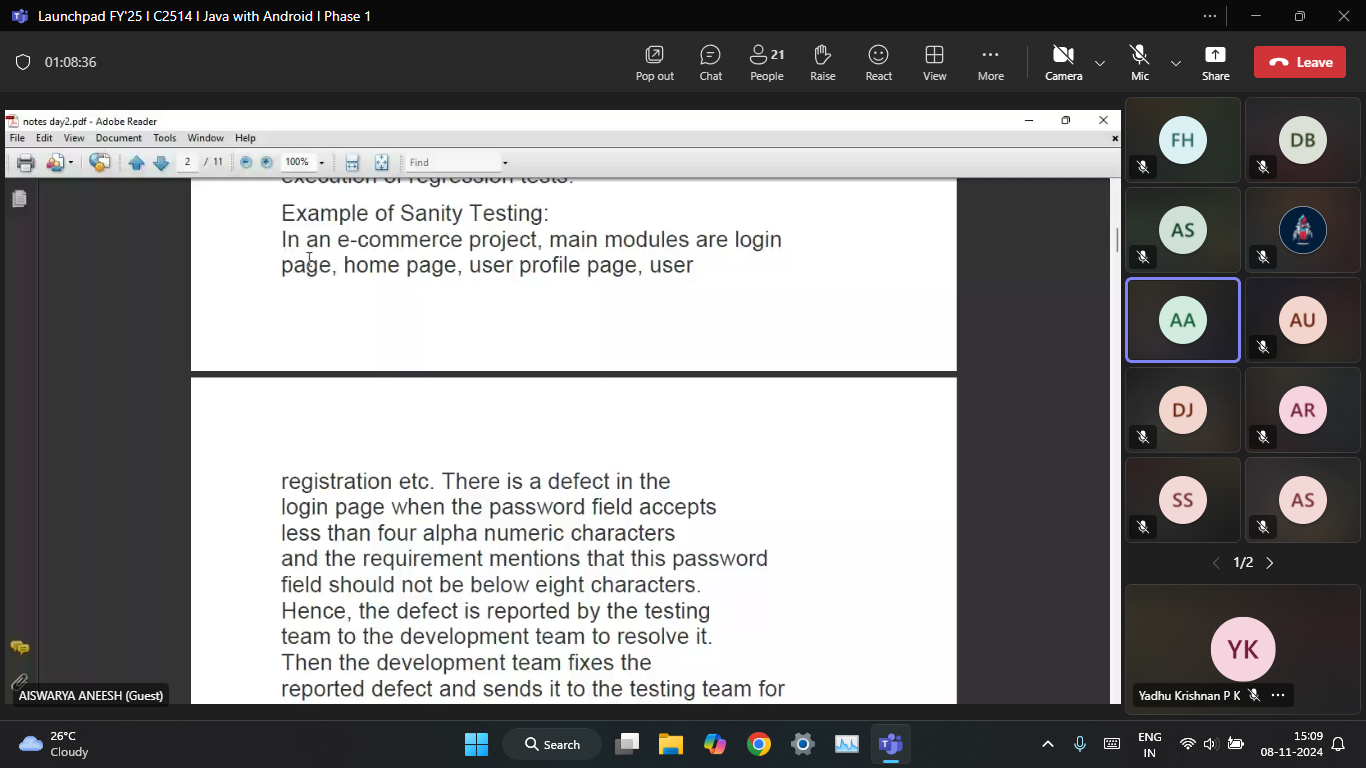 Launchpad FY'25 I C2514 I Java with Android I Phase 1
01:08:36
Pop out
Chat
21
People
Raise
React
View
More
Camera
Mic
Share
Leave
notes day2.pdf - Adobe Reader
File Edit View Document Tools Window Help
2 / 11 100% Find
execution of regression tests.
Example of Sanity Testing:
In an e-commerce project, main modules are login
page, home page, user profile page, user
registration etc. There is a defect in the
login page when the password field accepts
less than four alpha numeric characters
and the requirement mentions that this password
field should not be below eight characters.
Hence, the defect is reported by the testing
team to the development team to resolve it.
Then the development team fixes the
reported defect and sends it to the testing team for
AISWARYA ANEESH (Guest)
FH
DB
AS
AA
AU
DJ
AR
SS
AS
1/2
YK
Yadhu Krishnan P K
26°C
Cloudy
Search
ENG
IN
15:09
08-11-2024